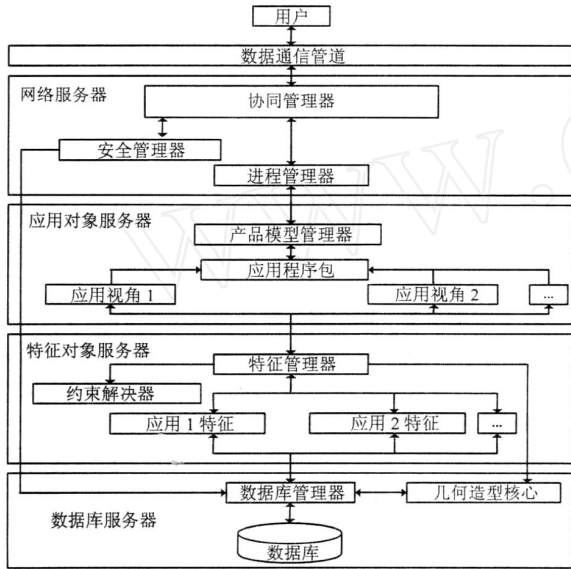 用户
数据通信管道
网络服务器
协同管理器
安全管理器
进程管理器
应用对象服务器
产品模型管理器
应用程序包
应用视角 1
应用视角 2
...
特征对象服务器
特征管理器
约束解决器
应用 1 特征
应用 2 特征
...
数据库管理器
几何造型核心
数据库服务器
数据库
www.